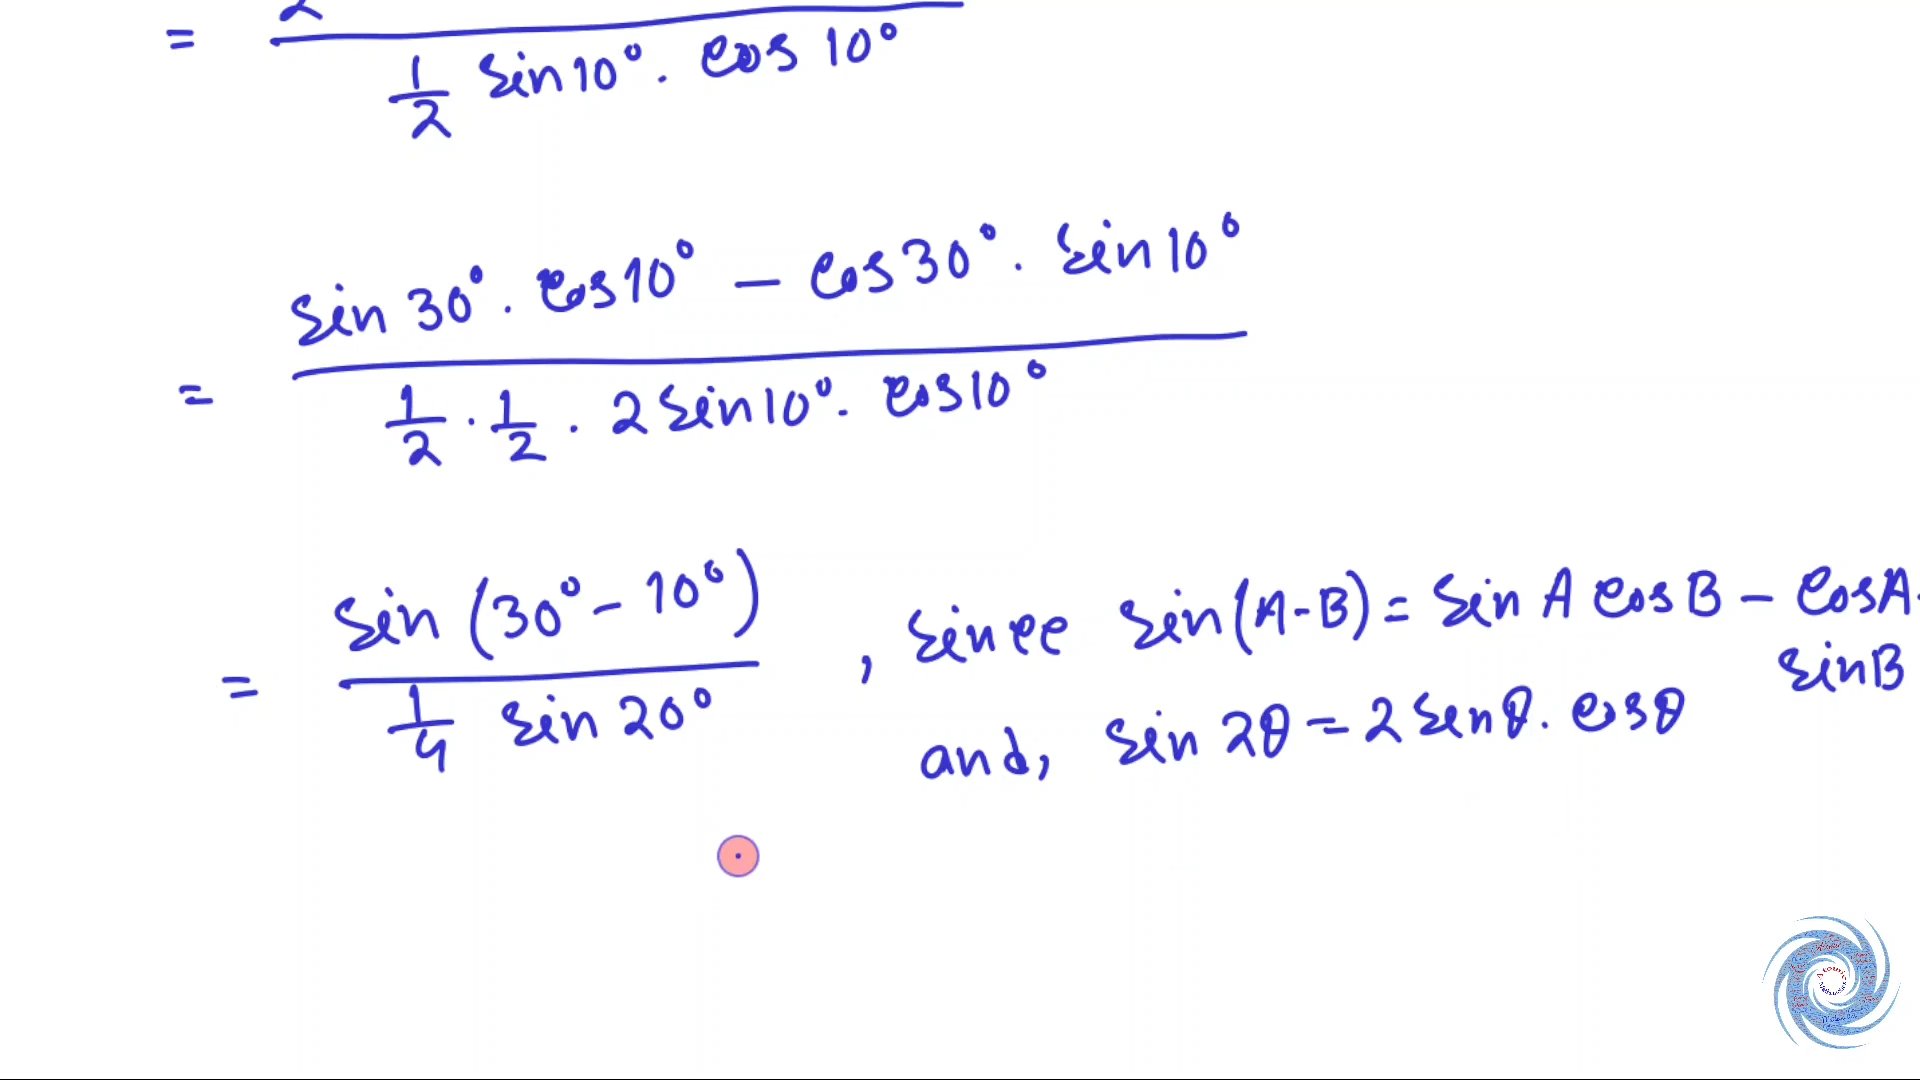 = 2
1/2 sin 10°. cos 10°
= sin 30°. cos 10° - cos 30°. sin 10°
1/2 . 1/2 . 2 sin 10°. cos 10°
= sin (30° - 10°) / 1/4 sin 20° , since sin(A-B) = sin A cos B - cos A. sin B
and, sin 2θ = 2 sin θ. cos θ